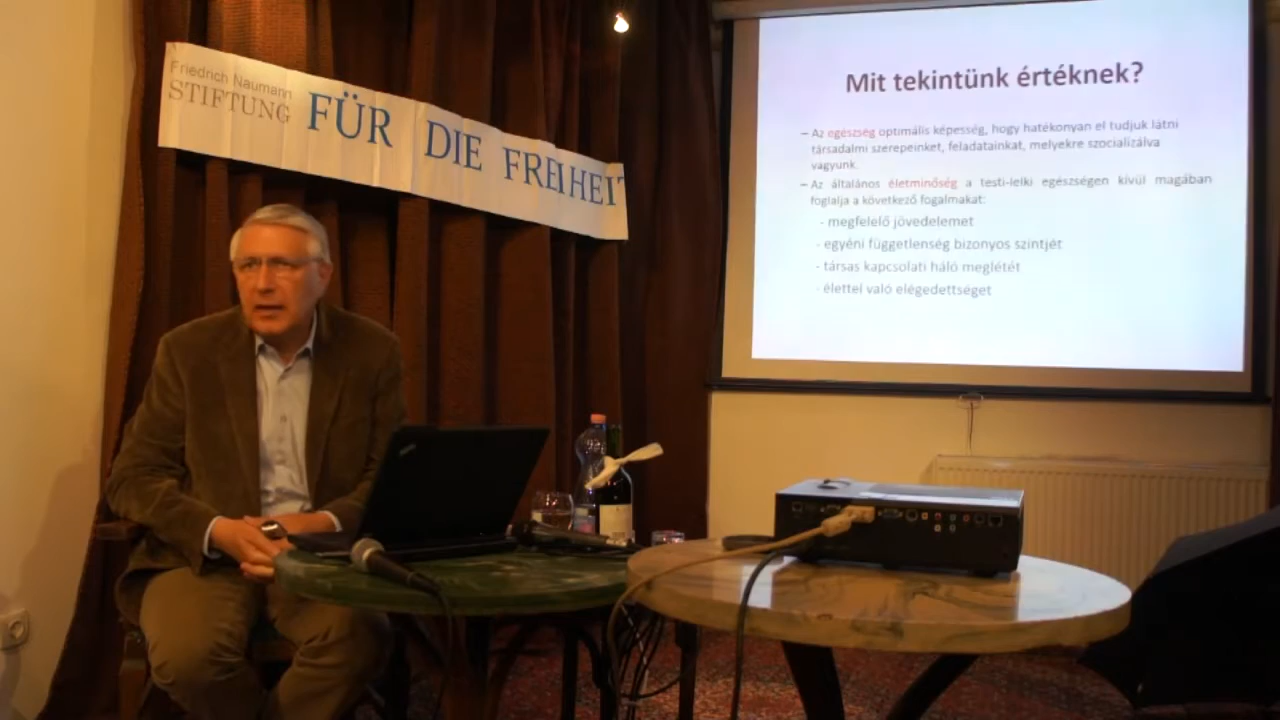 Friedrich Naumann
STIFTUNG FÜR DIE FREIHEIT
Mit tekintünk értéknek?
– Az egészség optimális képesség, hogy hatékonyan el tudjuk látni
társadalmi szerepeinket, feladatainkat, melyekre szocializálva
vagyunk.
– Az általános életminőség a testi-lelki egészségen kívül magában
foglalja a következő fogalmakat:
- megfelelő jövedelemet
- egyéni függetlenség bizonyos szintjét
- társas kapcsolati háló meglétét
- élettel való elégedettséget